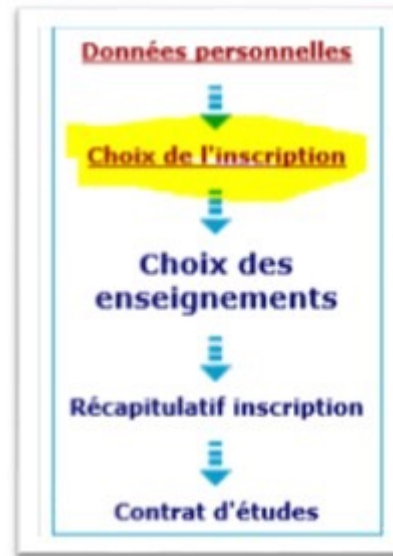 Données personnelles
Choix de l'inscription
Choix des
enseignements
Récapitulatif inscription
Contrat d'études